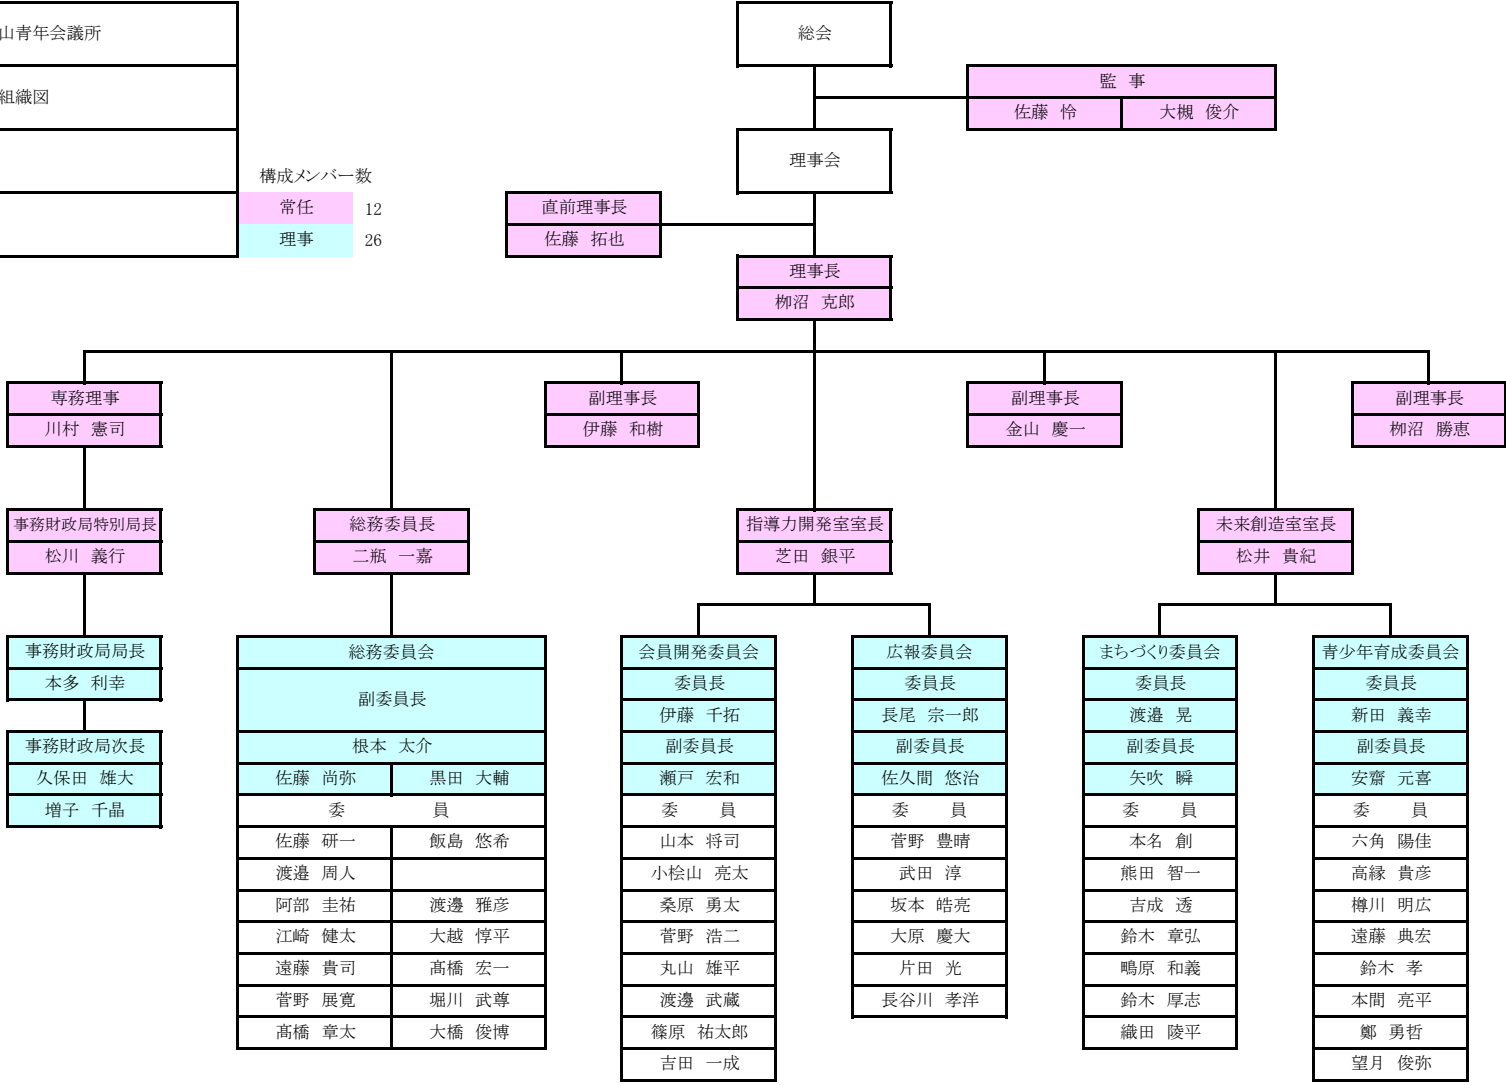 山青年会議所
総会
監 事
組織図
佐藤 怜 大槻 俊介
理事会
構成メンバー数
常任 12
直前理事長
理事 26
佐藤 拓也
理事長
栁沼 克郎
専務理事 副理事長 副理事長 副理事長
川村 憲司 伊藤 和樹 金山 慶一 栁沼 勝恵
事務財政局特別局長 総務委員長 指導力開発室室長 未来創造室室長
松川 義行 二瓶 一嘉 芝田 銀平 松井 貴紀
事務財政局局長 総務委員会 会員開発委員会 広報委員会 まちづくり委員会 青少年育成委員会
本多 利幸 副委員長 委員長 委員長 委員長 委員長
伊藤 千拓 長尾 宗一郎 渡邉 晃 新田 義幸
事務財政局次長 根本 太介 副委員長 副委員長 副委員長 副委員長
久保田 雄大 佐藤 尚弥 黒田 大輔 瀬戸 宏和 佐久間 悠治 矢吹 瞬 安齋 元喜
増子 千晶 委 員 委 員 委 員 委 員 委 員
佐藤 研一 飯島 悠希 山本 将司 菅野 豊晴 本名 創 六角 陽佳
渡邉 周人 小桧山 亮太 武田 淳 熊田 智一 高縁 貴彦
阿部 圭祐 渡邊 雅彦 桑原 勇太 坂本 皓亮 吉成 透 樽川 明広
江崎 健太 大越 惇平 菅野 浩二 大原 慶大 鈴木 章弘 遠藤 典宏
遠藤 貴司 髙橋 宏一 丸山 雄平 片田 光 鴫原 和義 鈴木 孝
菅野 展寛 堀川 武尊 渡邊 武蔵 長谷川 孝洋 鈴木 厚志 本間 亮平
髙橋 章太 大橋 俊博 篠原 祐太郎 織田 陵平 鄭 勇哲
吉田 一成 望月 俊弥